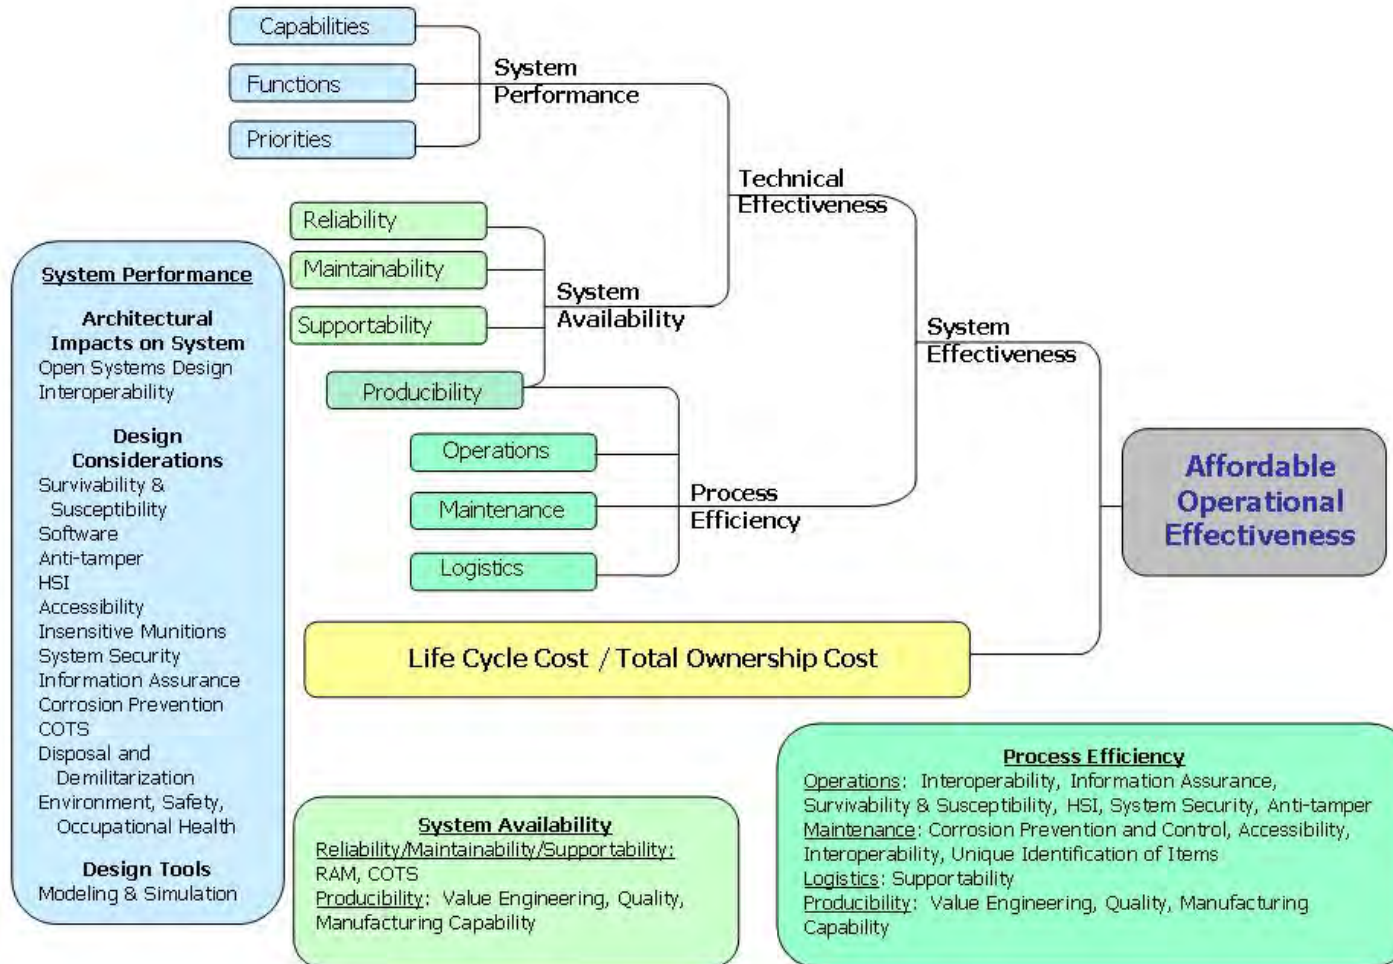 Capabilities
Functions
Priorities
System
Performance
Technical
Effectiveness
Reliability
Maintainability
Supportability
System
Availability
Producibility
Operations
Maintenance
Logistics
Process
Efficiency
System
Effectiveness
Affordable
Operational
Effectiveness
Life Cycle Cost / Total Ownership Cost
System Performance
Architectural
Impacts on System
Open Systems Design
Interoperability
Design
Considerations
Survivability &
Susceptibility
Software
Anti-tamper
HSI
Accessibility
Insensitive Munitions
System Security
Information Assurance
Corrosion Prevention
COTS
Disposal and
Demilitarization
Environment, Safety,
Occupational Health
Design Tools
Modeling & Simulation
System Availability
Reliability/Maintainability/Supportability:
RAM, COTS
Producibility: Value Engineering, Quality,
Manufacturing Capability
Process Efficiency
Operations: Interoperability, Information Assurance,
Survivability & Susceptibility, HSI, System Security, Anti-tamper
Maintenance: Corrosion Prevention and Control, Accessibility,
Interoperability, Unique Identification of Items
Logistics: Supportability
Producibility: Value Engineering, Quality, Manufacturing
Capability